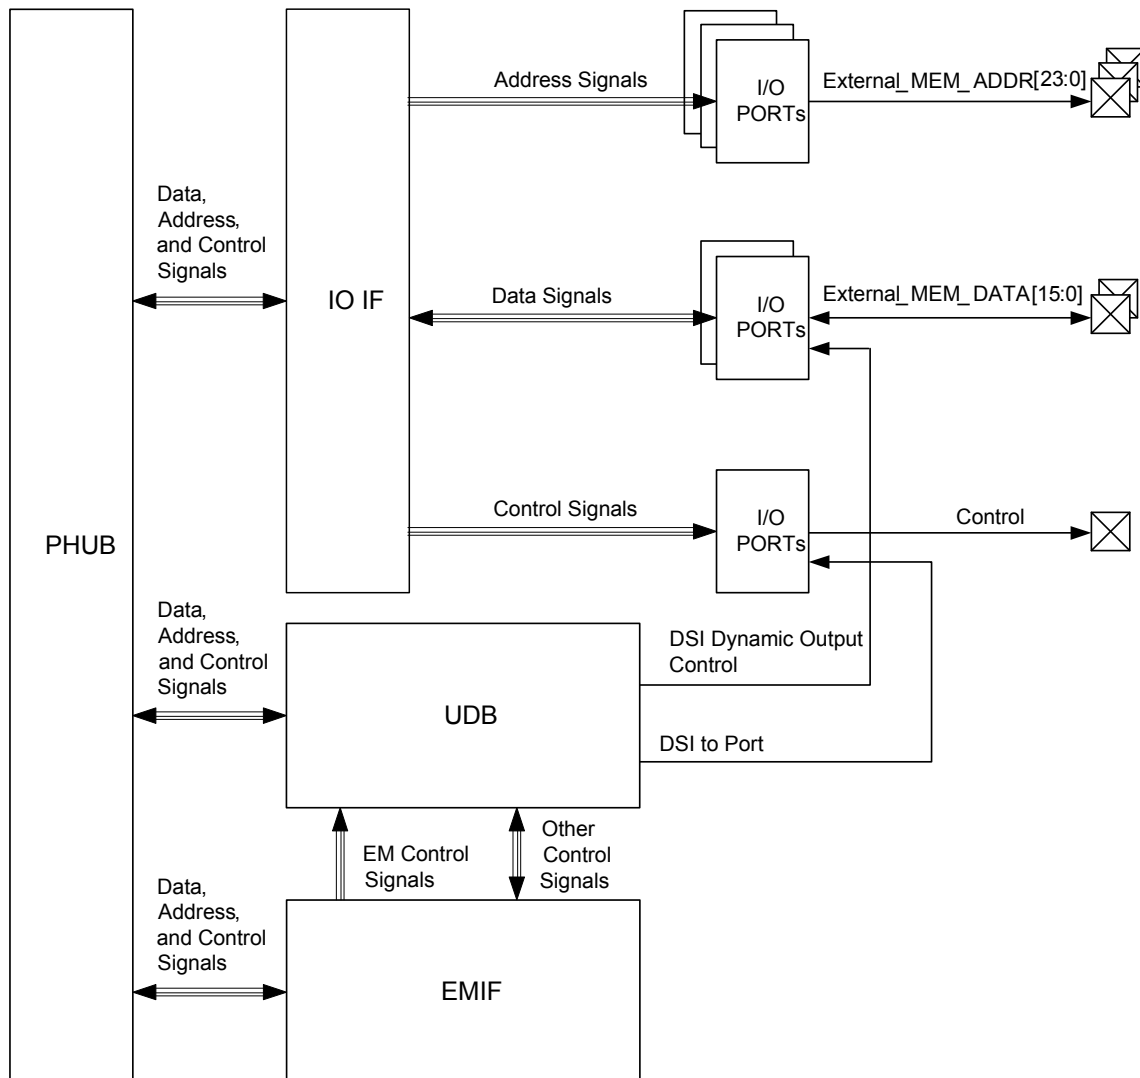 Address Signals
I/O
PORTs
External_MEM_ADDR[23:0]
Data,
Address,
and Control
Signals
IO IF
Data Signals
I/O
PORTs
External_MEM_DATA[15:0]
PHUB
Control Signals
I/O
PORTs
Control
Data,
Address,
and Control
Signals
UDB
DSI Dynamic Output
Control
DSI to Port
EM Control
Signals
Other
Control
Signals
Data,
Address,
and Control
Signals
EMIF